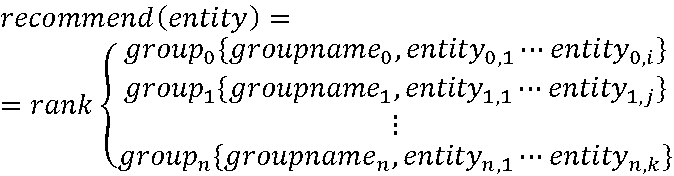 recommend(entity) =
group₀{groupname₀, entity₀,₁ ⋯ entity₀,ᵢ}
= rank { group₁{groupname₁, entity₁,₁ ⋯ entity₁,ⱼ}
⋮
groupₙ{groupnameₙ, entityₙ,₁ ⋯ entityₙ,ₖ}